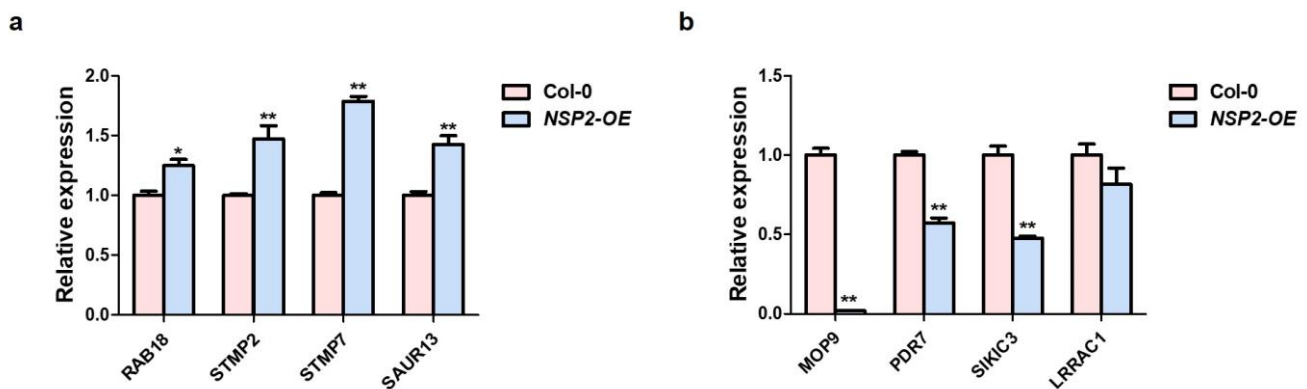 a
b
Relative expression
2.0
1.5
1.0
0.5
0.0
*
**
**
**
RAB18
STMP2
STMP7
SAUR13
Col-0
NSP2-OE
Relative expression
1.5
1.0
0.5
0.0
**
**
**
MOP9
PDR7
SIKIC3
LRRAC1
Col-0
NSP2-OE